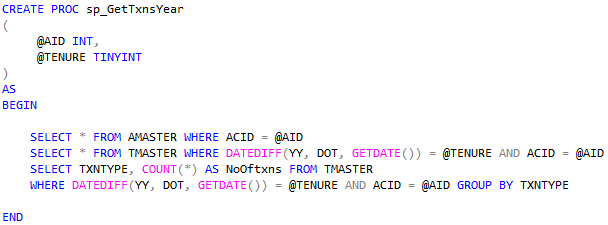 CREATE PROC sp_GetTxnsYear
(
@AID INT,
@TENURE TINYINT
)
AS
BEGIN
SELECT * FROM AMASTER WHERE ACID = @AID
SELECT * FROM TMASTER WHERE DATEDIFF(YY, DOT, GETDATE()) = @TENURE AND ACID = @AID
SELECT TXNTYPE, COUNT(*) AS NoOftxns FROM TMASTER
WHERE DATEDIFF(YY, DOT, GETDATE()) = @TENURE AND ACID = @AID GROUP BY TXNTYPE
END